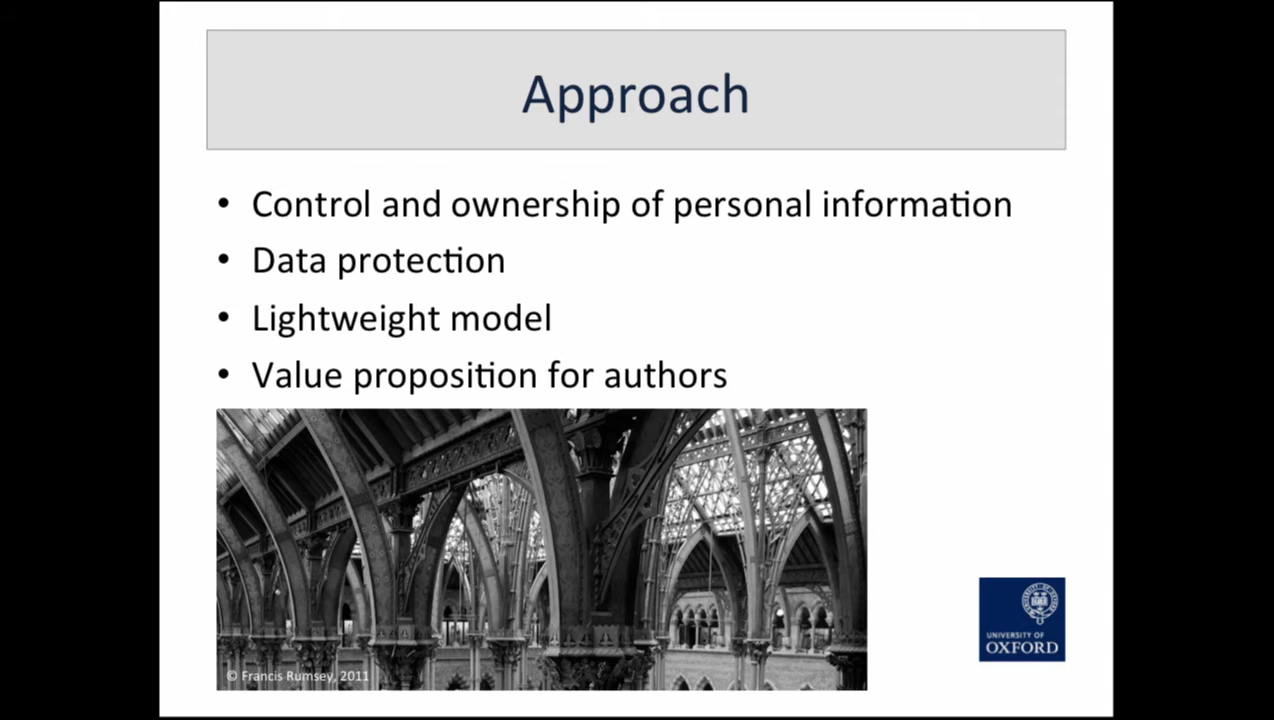 Approach
• Control and ownership of personal information
• Data protection
• Lightweight model
• Value proposition for authors
© Francis Rumsey, 2011
UNIVERSITY OF
OXFORD